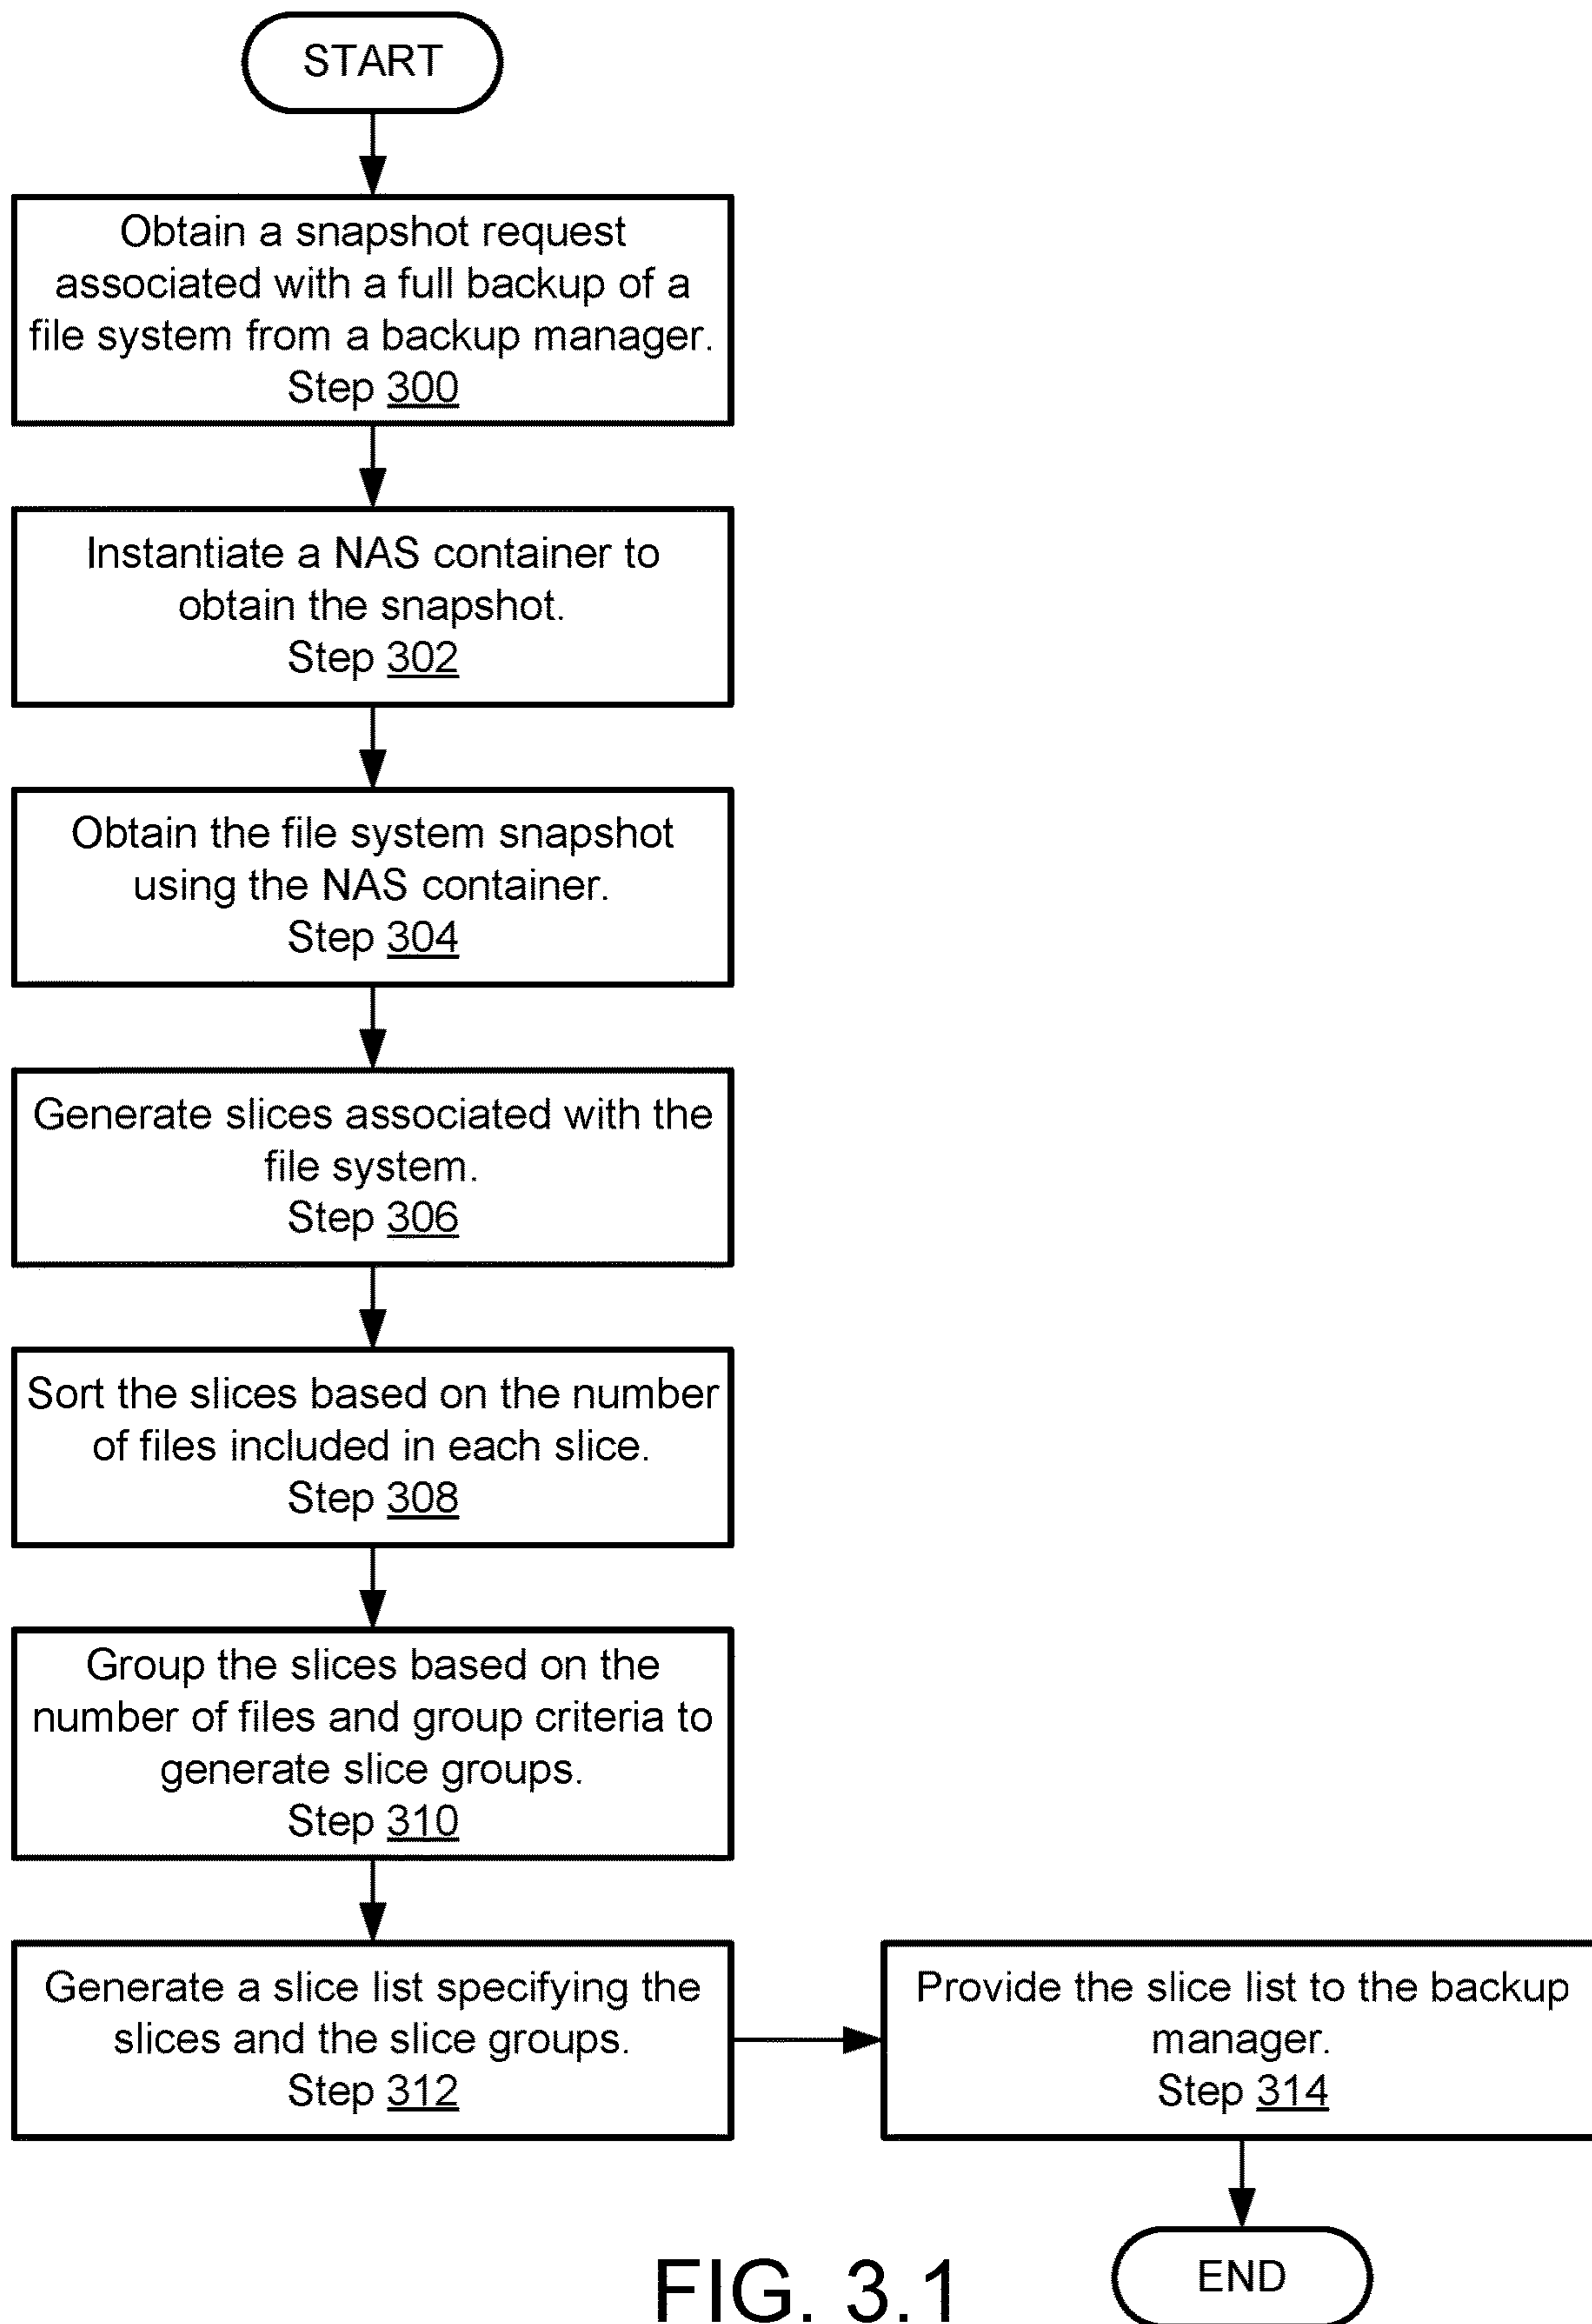 START
Obtain a snapshot request
associated with a full backup of a
file system from a backup manager.
Step 300
Instantiate a NAS container to
obtain the snapshot.
Step 302
Obtain the file system snapshot
using the NAS container.
Step 304
Generate slices associated with the
file system.
Step 306
Sort the slices based on the number
of files included in each slice.
Step 308
Group the slices based on the
number of files and group criteria to
generate slice groups.
Step 310
Generate a slice list specifying the
slices and the slice groups.
Step 312
Provide the slice list to the backup
manager.
Step 314
END
FIG. 3.1